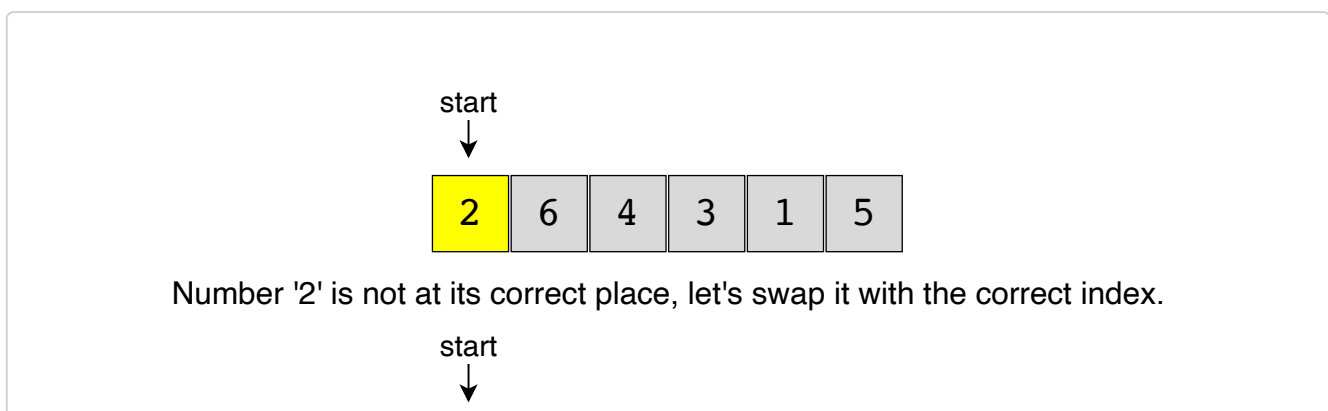 start
2 6 4 3 1 5
Number '2' is not at its correct place, let's swap it with the correct index.
start